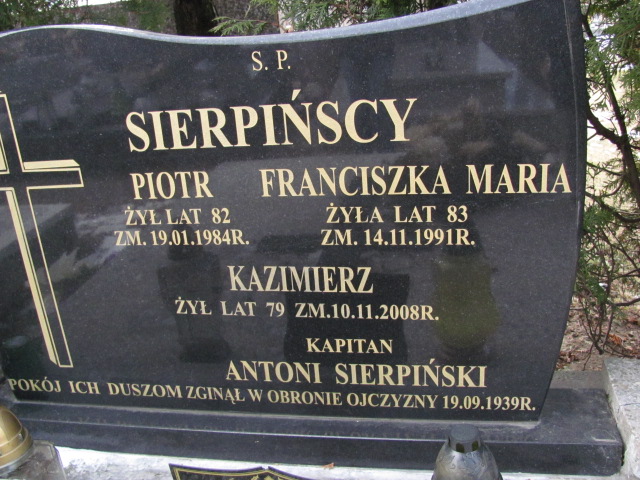 S. P.
SIERPIŃSCY
PIOTR FRANCISZKA MARIA
ŻYŁ LAT 82 ŻYŁA LAT 83
ZM. 19.01.1984R. ZM. 14.11.1991R.
KAZIMIERZ
ŻYŁ LAT 79 ZM.10.11.2008R.
KAPITAN
ANTONI SIERPIŃSKI
POKÓJ ICH DUSZOM ZGINĄŁ W OBRONIE OJCZYZNY 19.09.1939R.